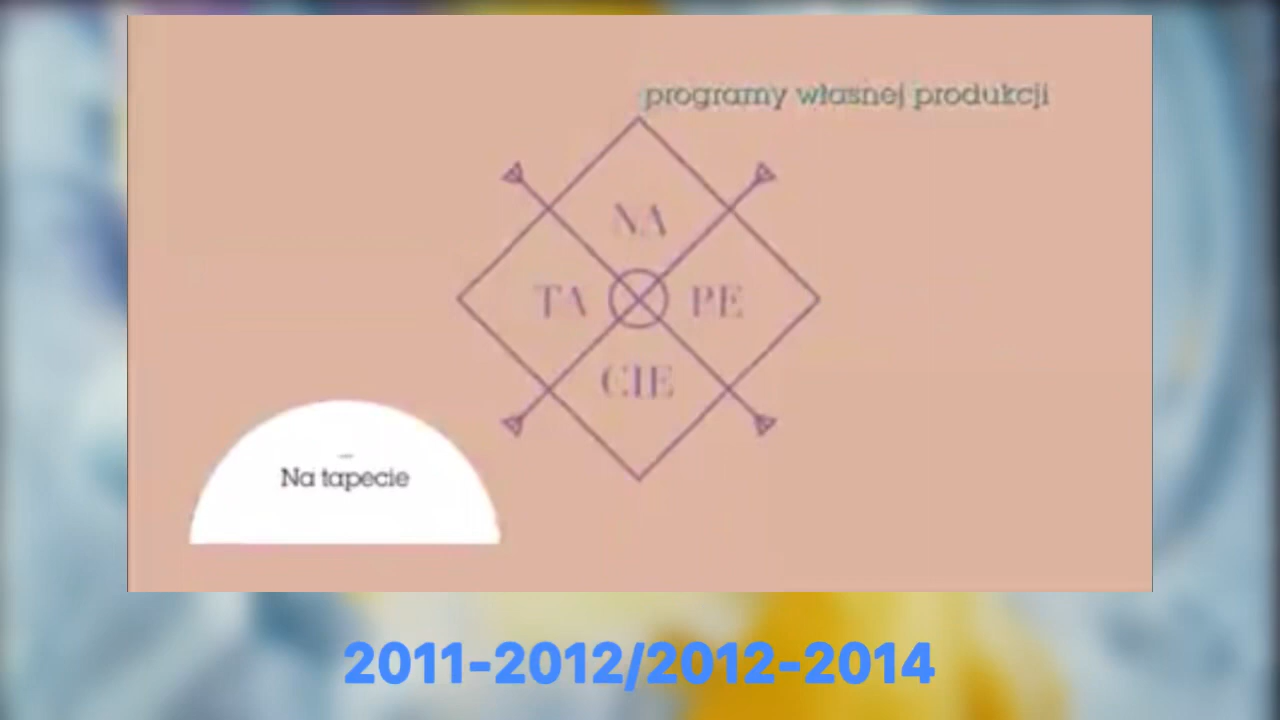 programy własnej produkcji
NA
TA PE
CIE
Na tapecie
2011-2012/2012-2014